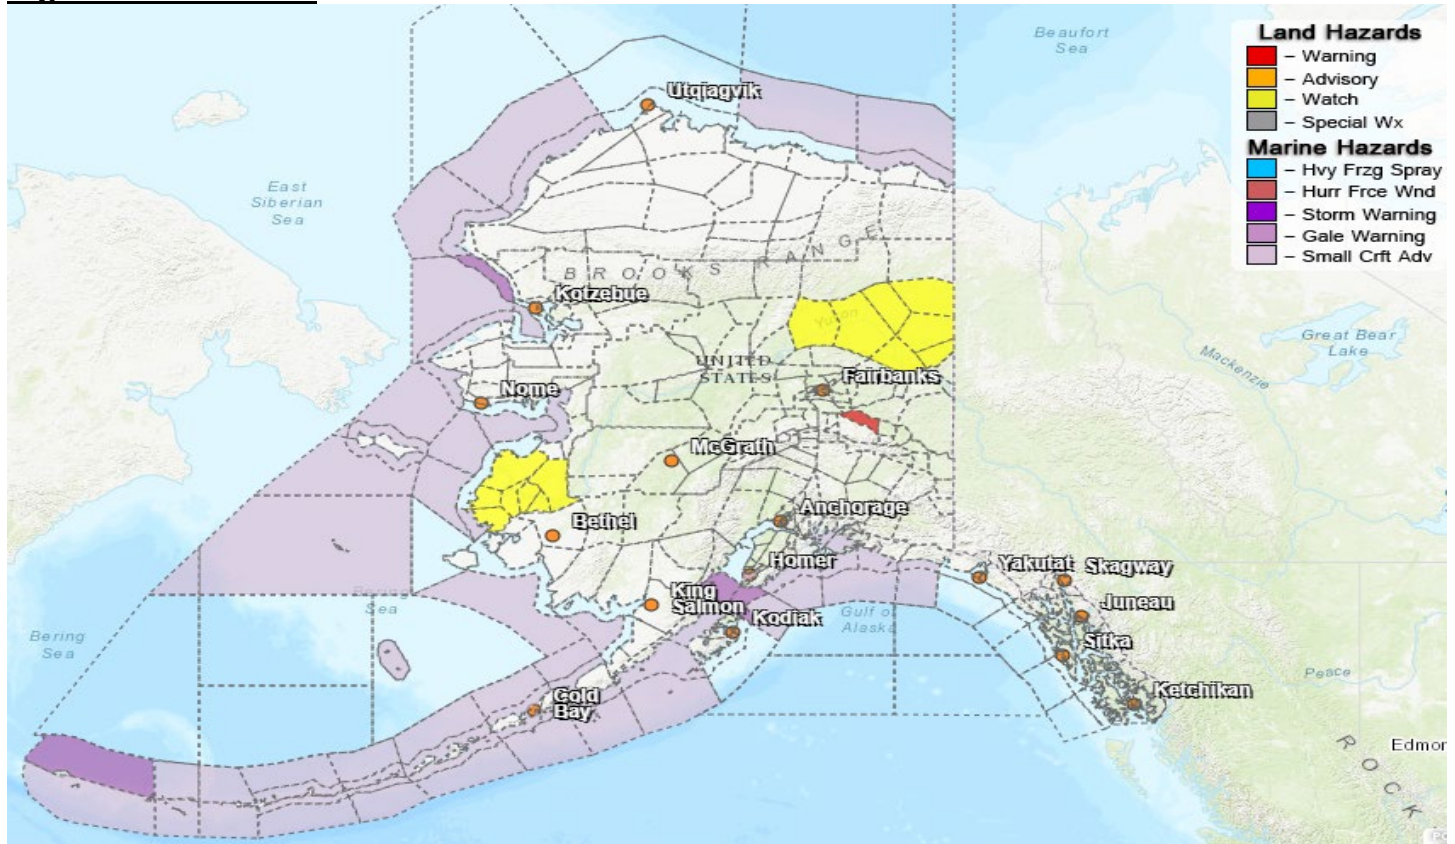 Beaufort
Sea
Land Hazards
– Warning
– Advisory
– Watch
– Special Wx
Marine Hazards
– Hvy Frzg Spray
– Hurr Frce Wnd
– Storm Warning
– Gale Warning
– Small Crft Adv
Utqiagvik
East
Siberian
Sea
BROOKS RANGE
Kotzebue
Yukon
Great Bear
Lake
Mackenzie
UNITED
STATES
Fairbanks
Nome
McGrath
Anchorage
Bethel
Homer
Yakutat
Skagway
King
Salmon
Kodiak
Juneau
Bering
Sea
Gulf of
Alaska
Sitka
Bering
Sea
Peace
Ketchikan
Cold
Bay
Edmon
ROCK